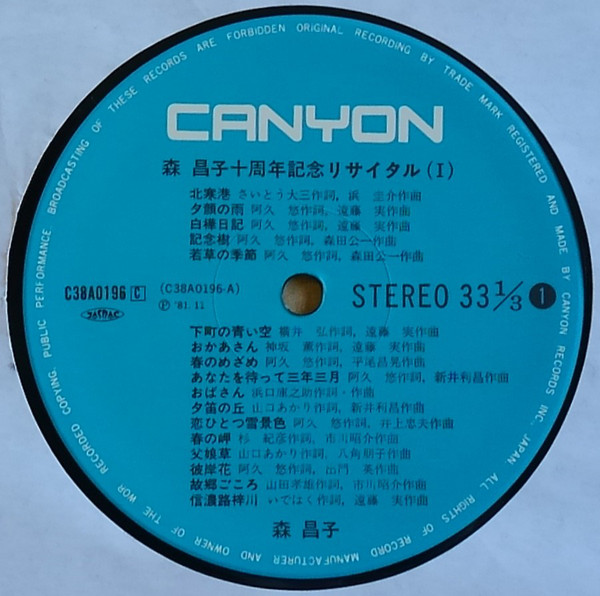 CANYON
森 昌子十周年記念リサイタル(I)
北寒港 さいとう大三作詞, 浜 圭介作曲
夕顔の雨 阿久 悠作詞, 遠藤 実作曲
白樺日記 阿久 悠作詞, 遠藤 実作曲
記念樹 阿久 悠作詞, 森田公一作曲
若草の季節 阿久 悠作詞, 森田公一作曲
C38A0196 C (C38A0196-A) STEREO 33 1/3 1
JASRAC ℗ '81. 11
下町の青い空 横井 弘作詞, 遠藤 実作曲
おかあさん 神坂 薫作詞, 遠藤 実作曲
春のめざめ 阿久 悠作詞, 平尾昌晃作曲
あなたを待って三年三月 阿久 悠作詞, 新井利昌作曲
おばさん 浜口庫之助作詞・作曲
夕笛の丘 山口あかり作詞, 新井利昌作曲
恋ひとつ雪景色 阿久 悠作詞, 井上忠夫作曲
春の岬 杉 紀彦作詞, 市川昭介作曲
父娘草 山口あかり作詞, 八角朋子作曲
彼岸花 阿久 悠作詞, 出門 英作曲
故郷ごころ 山田孝雄作詞, 市川昭介作曲
信濃路梓川 いではく作詞, 遠藤 実作曲
森 昌子
ALL RIGHTS OF RECORD MANUFACTURER AND OWNER OF THE WOR RECORDED COPYING, PUBLIC PERFORMANCE BROADCASTING OF THESE RECORDS ARE FORBIDDEN ORIGINAL RECORDING BY TRADE MARK REGISTERED AND MADE BY CANYON RECORDS INC. JAPAN